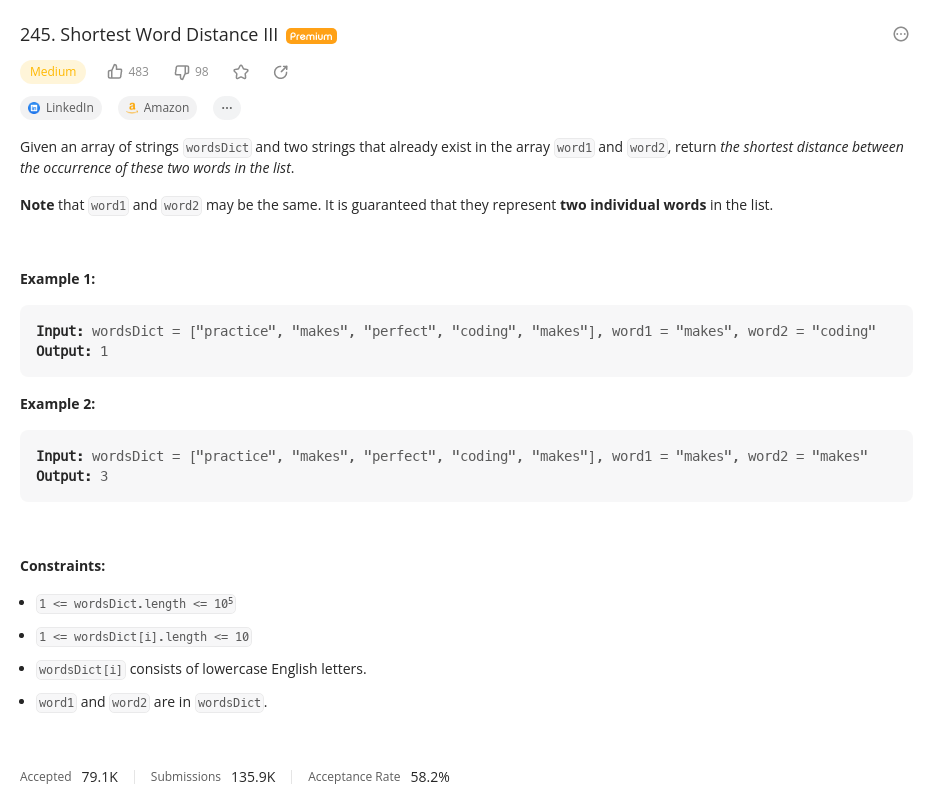 245. Shortest Word Distance III Premium
Medium 483 98
LinkedIn Amazon ...
Given an array of strings wordsDict and two strings that already exist in the array word1 and word2, return the shortest distance between
the occurrence of these two words in the list.
Note that word1 and word2 may be the same. It is guaranteed that they represent two individual words in the list.
Example 1:
Input: wordsDict = ["practice", "makes", "perfect", "coding", "makes"], word1 = "makes", word2 = "coding"
Output: 1
Example 2:
Input: wordsDict = ["practice", "makes", "perfect", "coding", "makes"], word1 = "makes", word2 = "makes"
Output: 3
Constraints:
• 1 <= wordsDict.length <= 10⁵
• 1 <= wordsDict[i].length <= 10
• wordsDict[i] consists of lowercase English letters.
• word1 and word2 are in wordsDict.
Accepted 79.1K Submissions 135.9K Acceptance Rate 58.2%